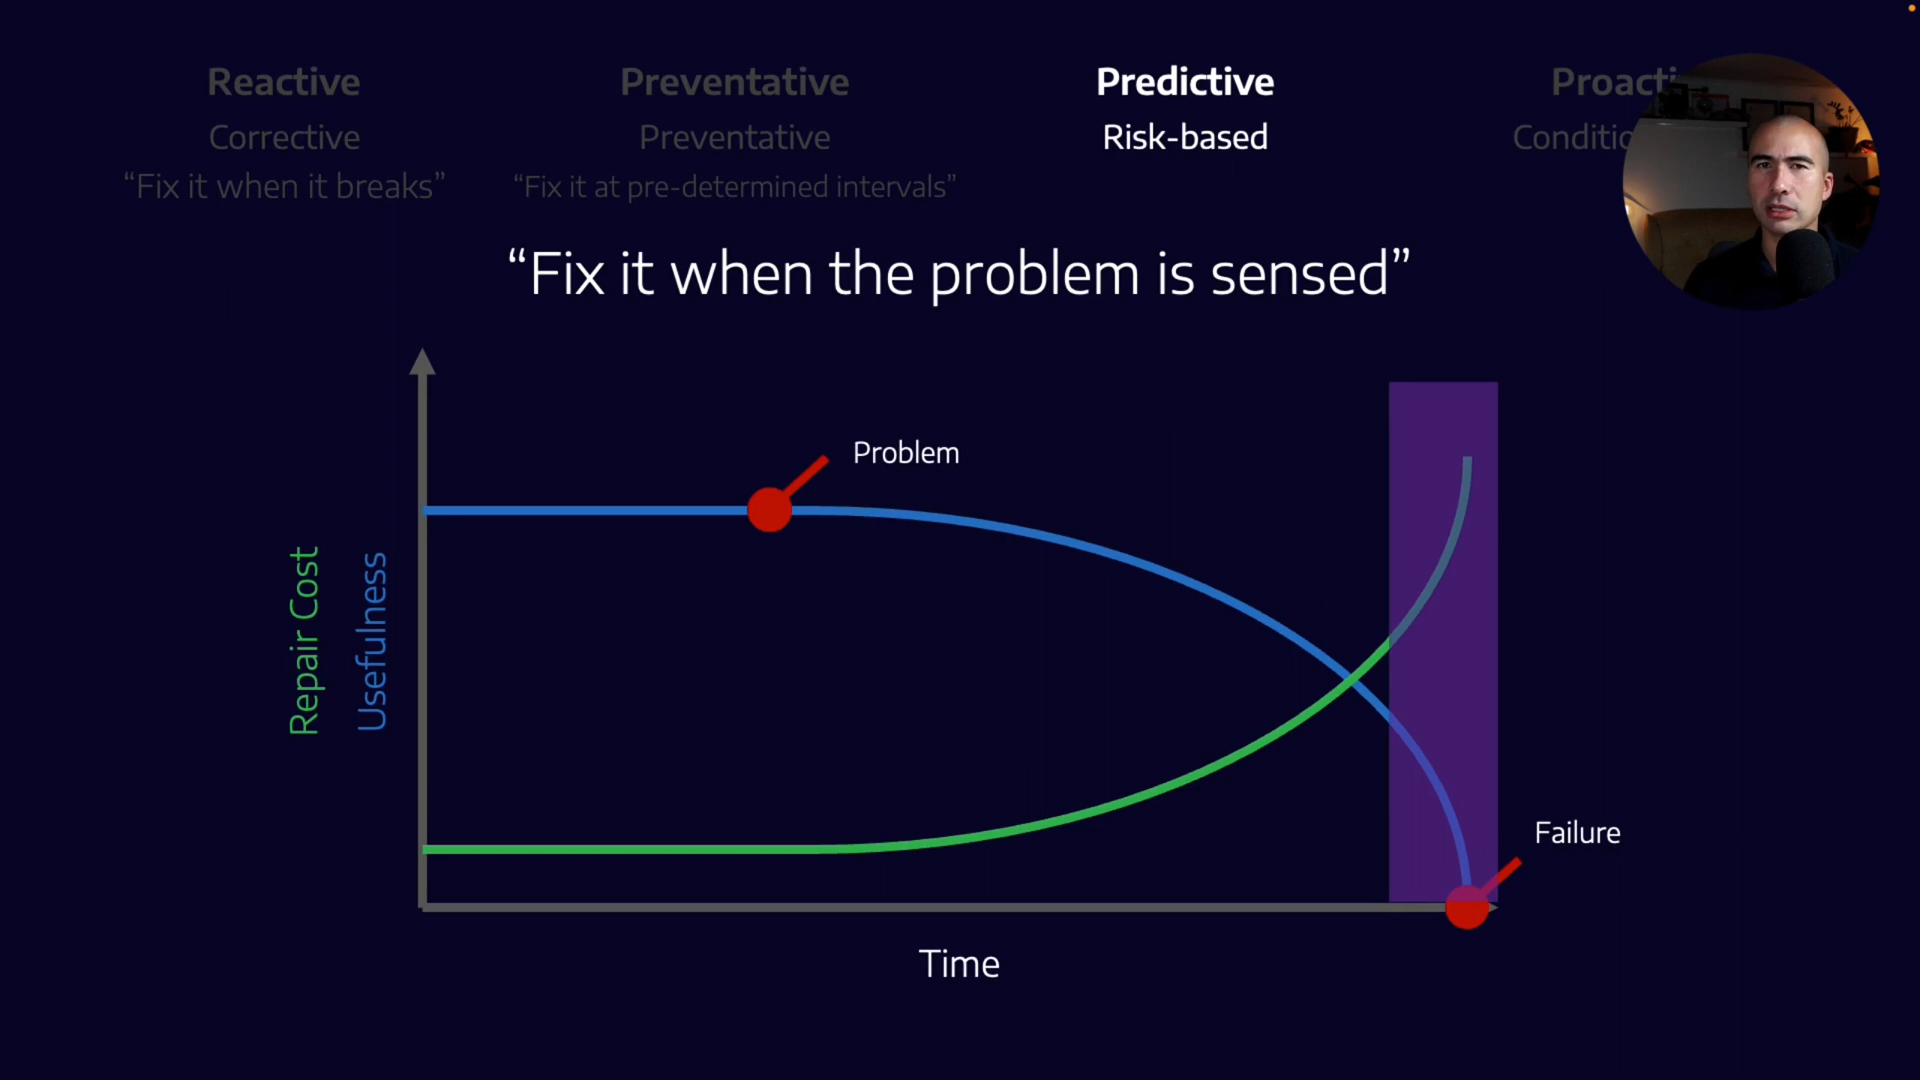 Reactive
Preventative
Predictive
Corrective
Preventative
Risk-based
“Fix it when it breaks”
“Fix it at pre-determined intervals”
“Fix it when the problem is sensed”
Problem
Repair Cost
Usefulness
Failure
Time